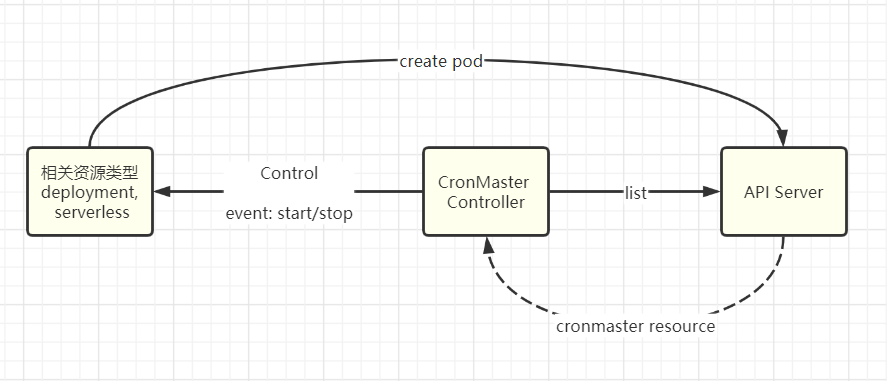 create pod
相关资源类型
deployment,
serverless
Control
event: start/stop
CronMaster
Controller
list
API Server
cronmaster resource